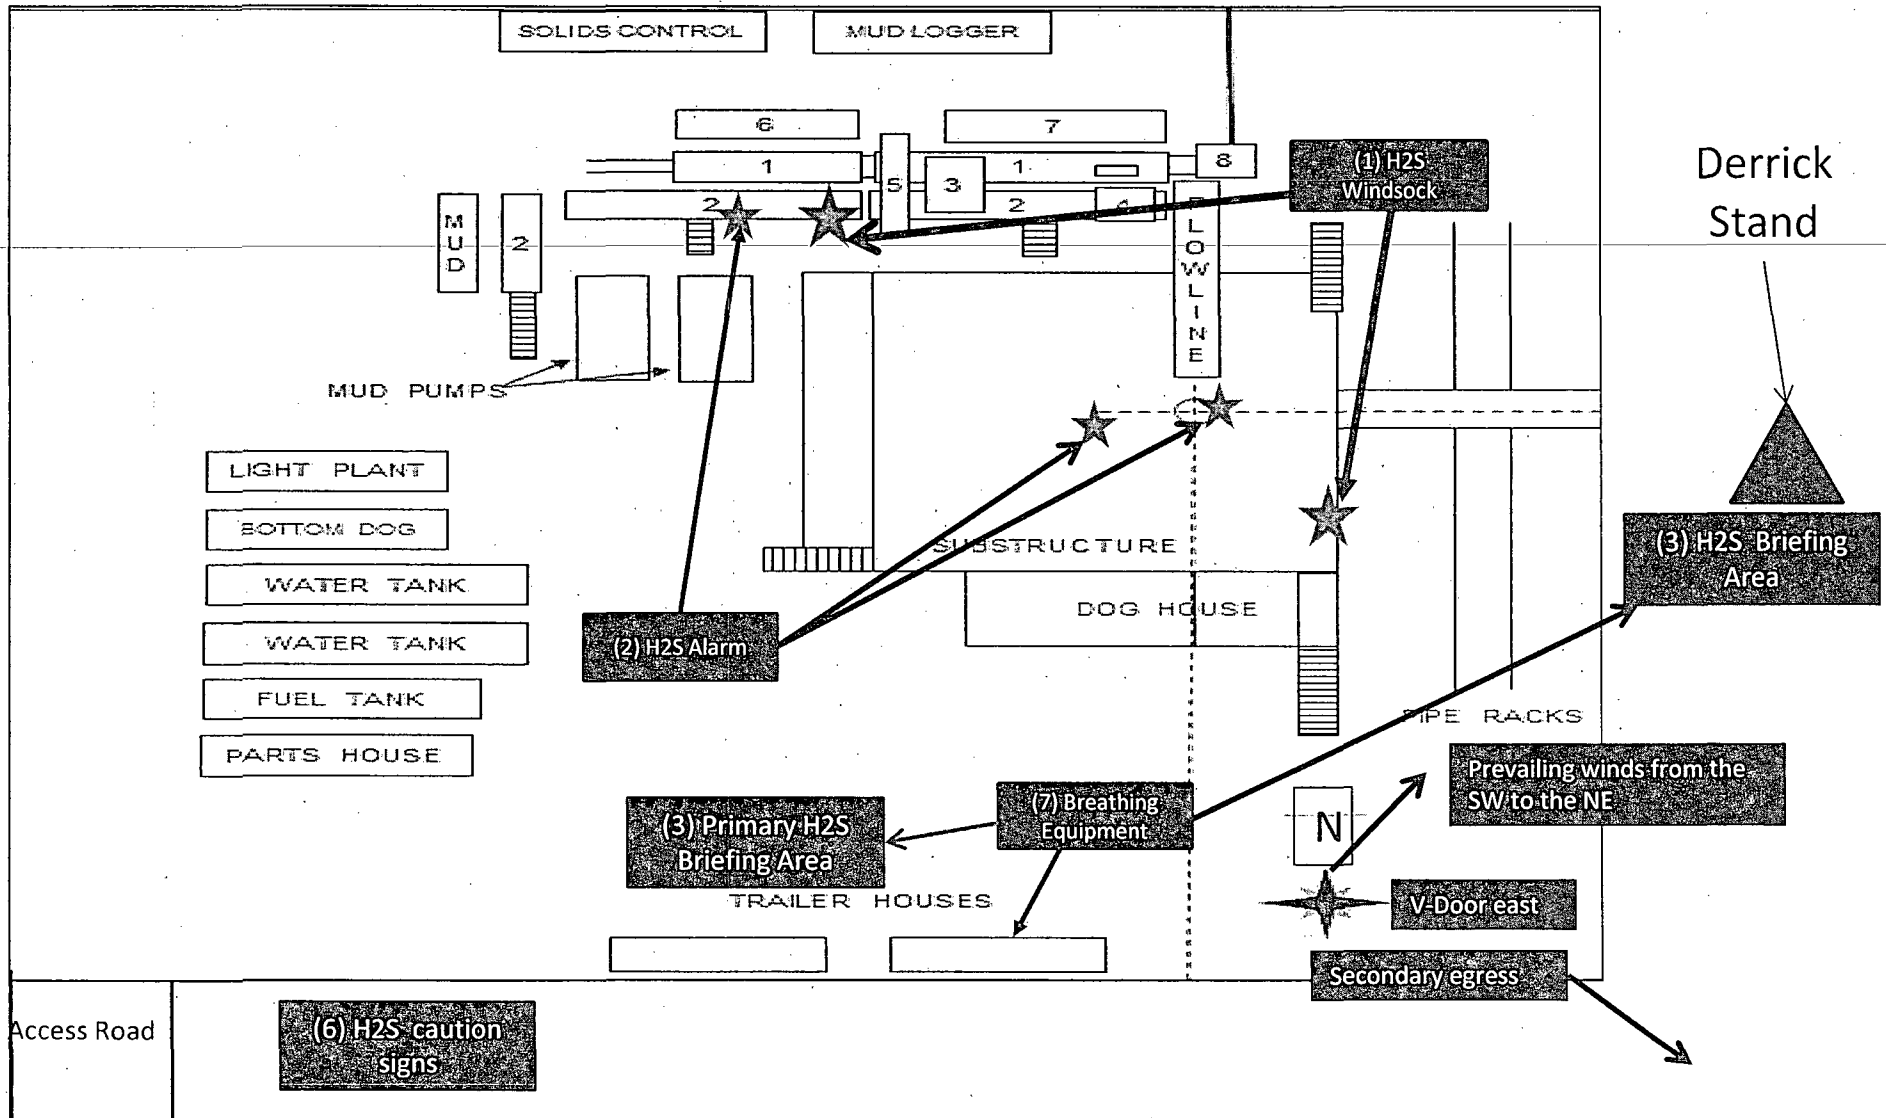 SOLIDS CONTROL
MUD LOGGER
6
7
1
1
8
5
3
2
2
4
(1) H2S
Windsock
Derrick
Stand
MUD
2
FLOWLINE
MUD PUMPS
LIGHT PLANT
BOTTOM DOG
WATER TANK
WATER TANK
FUEL TANK
PARTS HOUSE
SUBSTRUCTURE
DOG HOUSE
(2) H2S Alarm
(3) H2S Briefing
Area
PIPE RACKS
Prevailing winds from the
SW to the NE
(7) Breathing
Equipment
(3) Primary H2S
Briefing Area
N
TRAILER HOUSES
V-Door east
Secondary egress
Access Road
(6) H2S caution
signs